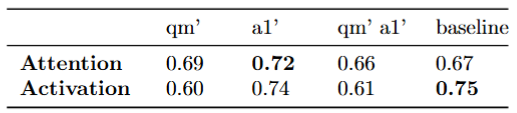 qm’ a1’ qm’ a1’ baseline
Attention 0.69 0.72 0.66 0.67
Activation 0.60 0.74 0.61 0.75